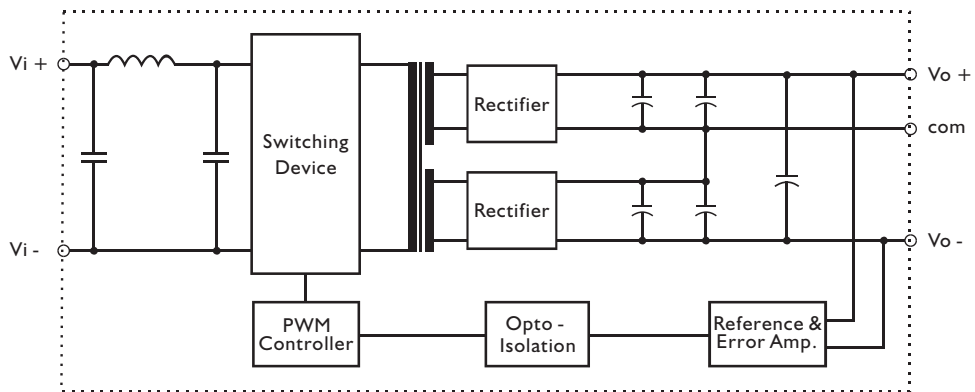 Vi +
Switching
Device
Rectifier
Vo +
com
Rectifier
Vi -
Vo -
PWM
Controller
Opto -
Isolation
Reference &
Error Amp.